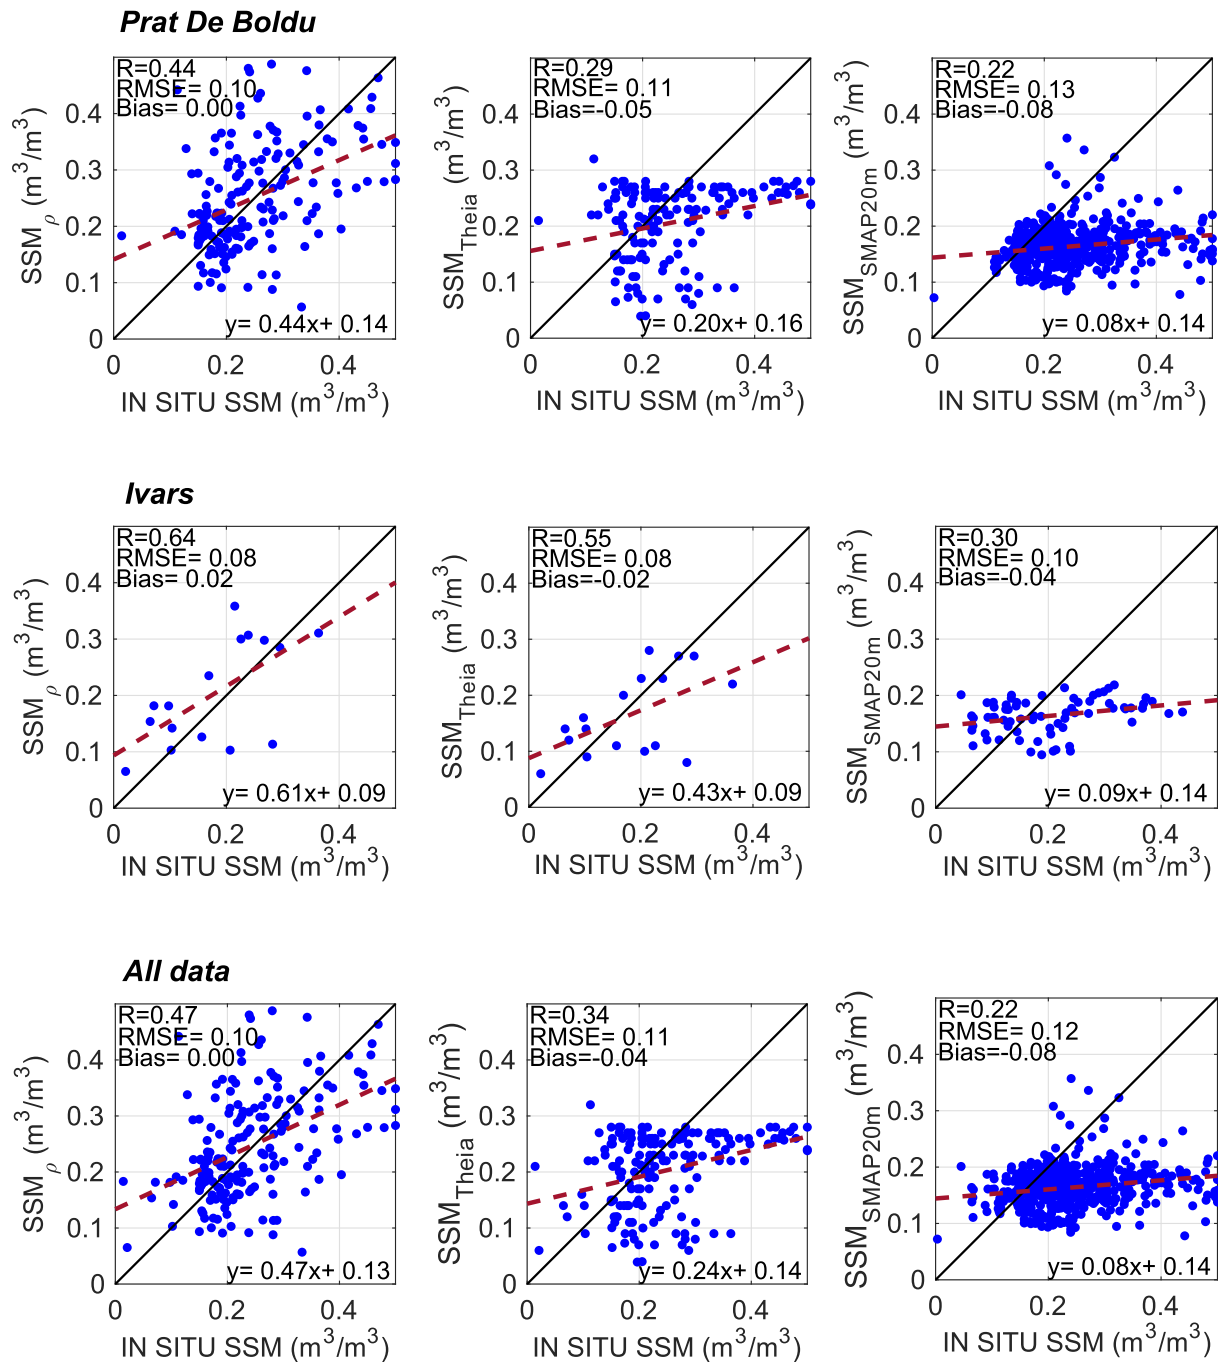 Prat De Boldu
R=0.44
RMSE= 0.10
Bias= 0.00
y= 0.44x+ 0.14
SSM_ρ (m³/m³)
0.4
0.3
0.2
0.1
0
0 0.2 0.4
IN SITU SSM (m³/m³)
R=0.29
RMSE= 0.11
Bias=-0.05
y= 0.20x+ 0.16
SSM_Theia (m³/m³)
0.4
0.3
0.2
0.1
0
0 0.2 0.4
IN SITU SSM (m³/m³)
R=0.22
RMSE= 0.13
Bias=-0.08
y= 0.08x+ 0.14
SSM_SMAP20m (m³/m³)
0.4
0.3
0.2
0.1
0
0 0.2 0.4
IN SITU SSM (m³/m³)
Ivars
R=0.64
RMSE= 0.08
Bias= 0.02
y= 0.61x+ 0.09
SSM_ρ (m³/m³)
0.4
0.3
0.2
0.1
0
0 0.2 0.4
IN SITU SSM (m³/m³)
R=0.55
RMSE= 0.08
Bias=-0.02
y= 0.43x+ 0.09
SSM_Theia (m³/m³)
0.4
0.3
0.2
0.1
0
0 0.2 0.4
IN SITU SSM (m³/m³)
R=0.30
RMSE= 0.10
Bias=-0.04
y= 0.09x+ 0.14
SSM_SMAP20m (m³/m³)
0.4
0.3
0.2
0.1
0
0 0.2 0.4
IN SITU SSM (m³/m³)
All data
R=0.47
RMSE= 0.10
Bias= 0.00
y= 0.47x+ 0.13
SSM_ρ (m³/m³)
0.4
0.3
0.2
0.1
0
0 0.2 0.4
IN SITU SSM (m³/m³)
R=0.34
RMSE= 0.11
Bias=-0.04
y= 0.24x+ 0.14
SSM_Theia (m³/m³)
0.4
0.3
0.2
0.1
0
0 0.2 0.4
IN SITU SSM (m³/m³)
R=0.22
RMSE= 0.12
Bias=-0.08
y= 0.08x+ 0.14
SSM_SMAP20m (m³/m³)
0.4
0.3
0.2
0.1
0
0 0.2 0.4
IN SITU SSM (m³/m³)